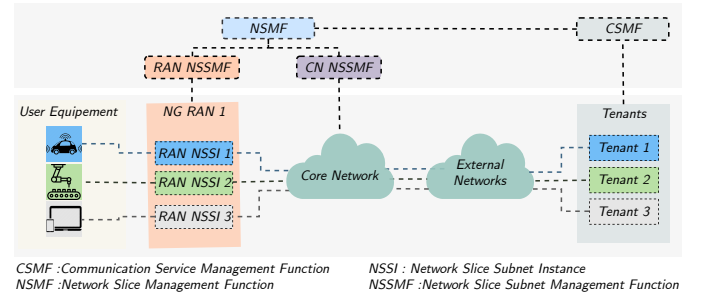 NSMF
CSMF
RAN NSSMF
CN NSSMF
User Equipement
NG RAN 1
Tenants
RAN NSSI 1
RAN NSSI 2
RAN NSSI 3
Core Network
External
Networks
Tenant 1
Tenant 2
Tenant 3
CSMF :Communication Service Management Function
NSSI : Network Slice Subnet Instance
NSMF :Network Slice Management Function
NSSMF :Network Slice Subnet Management Function